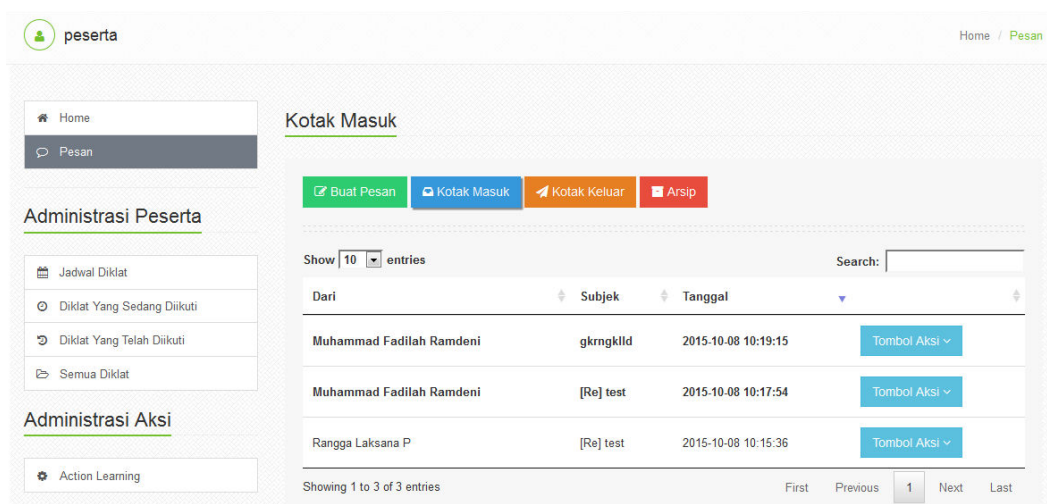 peserta
Home / Pesan
Home
Pesan
Administrasi Peserta
Jadwal Diklat
Diklat Yang Sedang Diikuti
Diklat Yang Telah Diikuti
Semua Diklat
Administrasi Aksi
Action Learning
Kotak Masuk
Buat Pesan Kotak Masuk Kotak Keluar Arsip
Show 10 entries Search:
Dari Subjek Tanggal
Muhammad Fadilah Ramdeni gkrngklld 2015-10-08 10:19:15 Tombol Aksi
Muhammad Fadilah Ramdeni [Re] test 2015-10-08 10:17:54 Tombol Aksi
Rangga Laksana P [Re] test 2015-10-08 10:15:36 Tombol Aksi
Showing 1 to 3 of 3 entries First Previous 1 Next Last